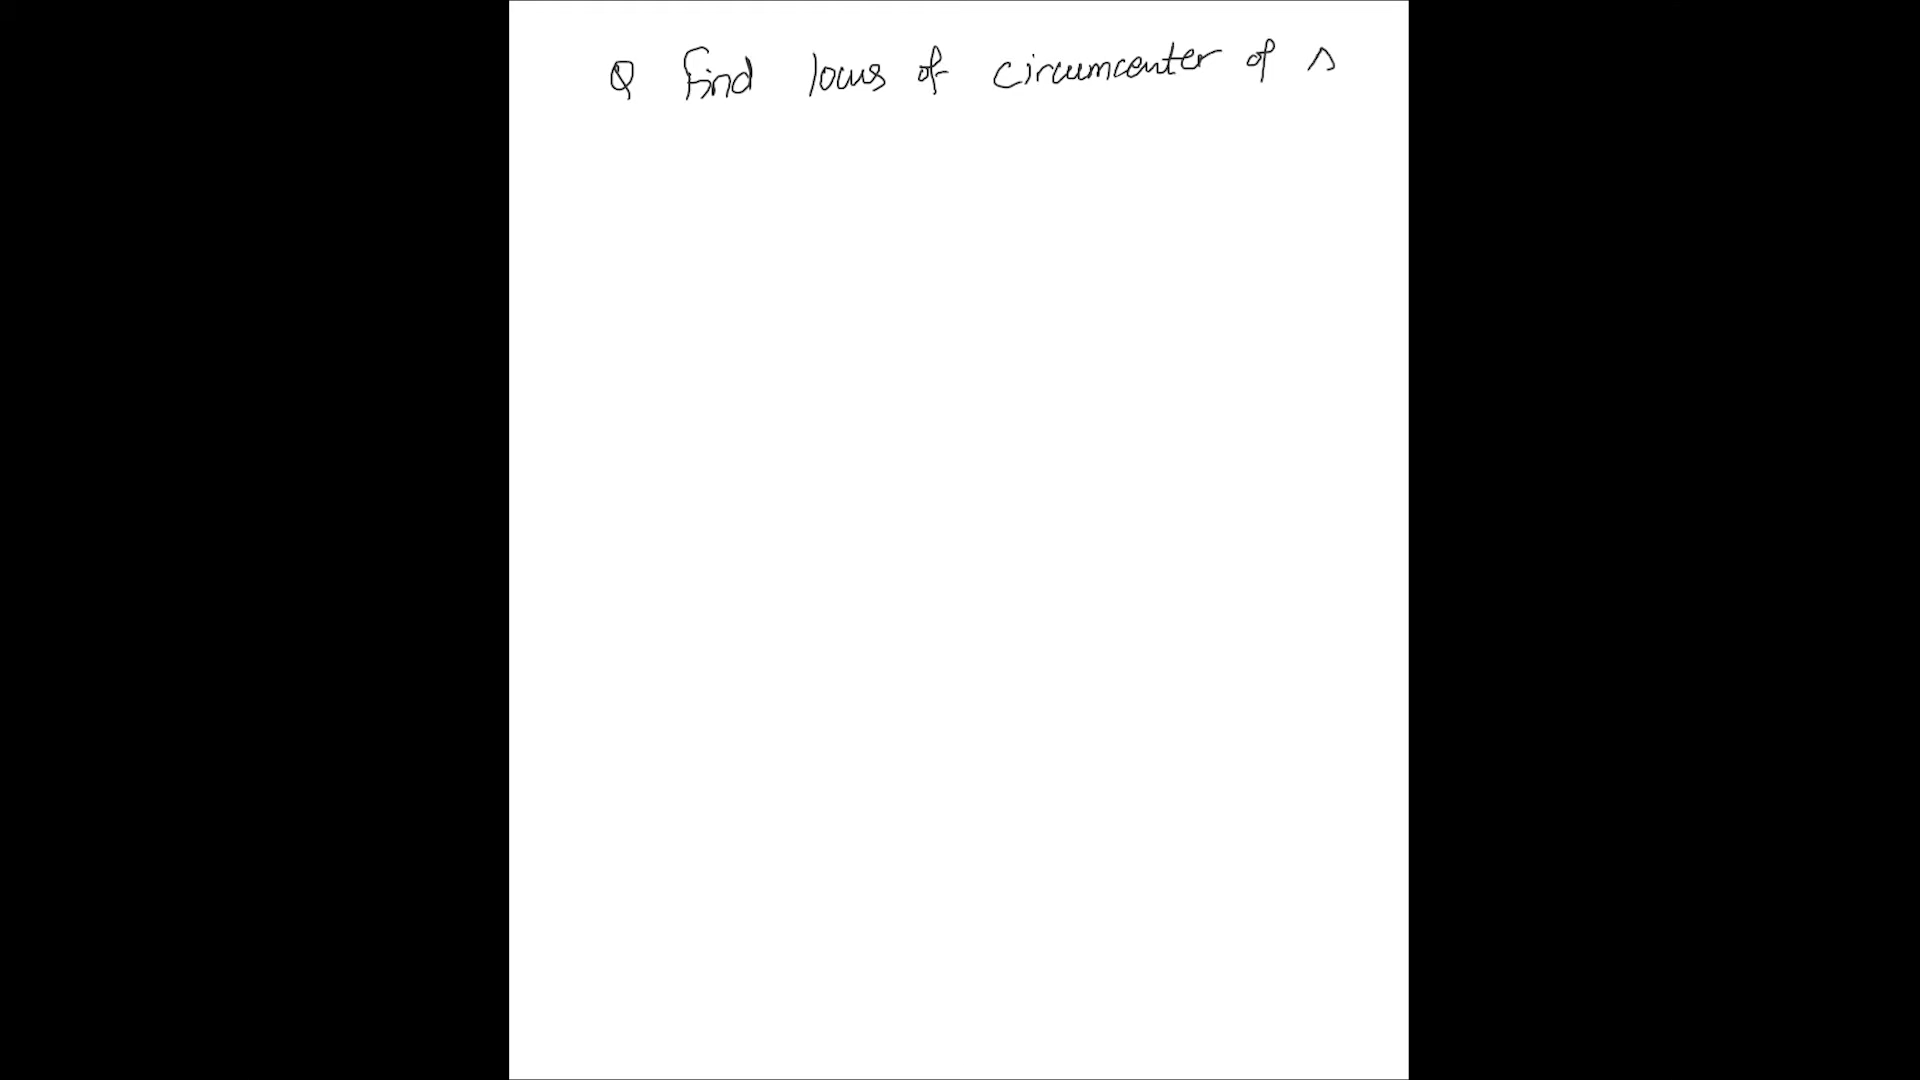 Q Find locus of circumcenter of Δ